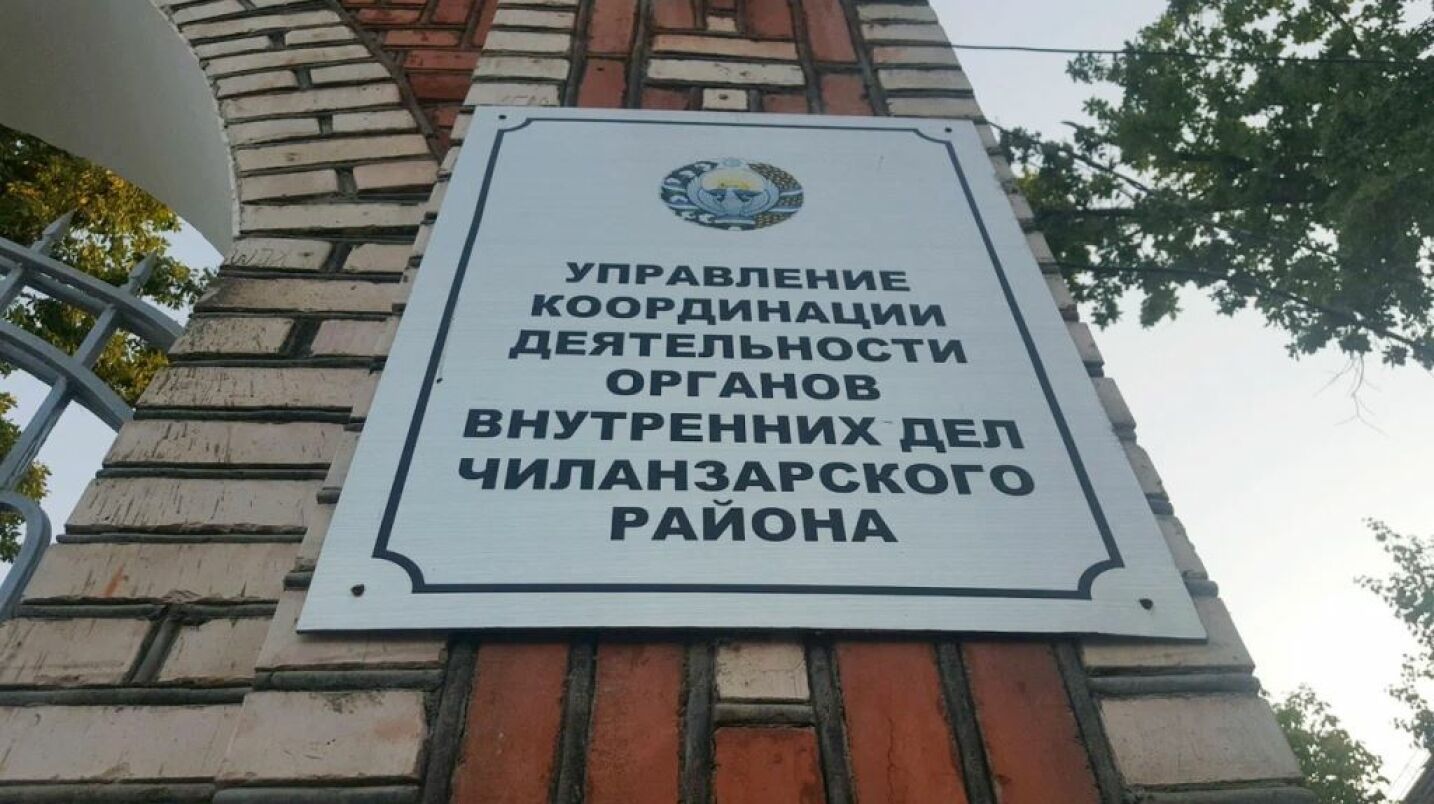 УПРАВЛЕНИЕ
КООРДИНАЦИИ
ДЕЯТЕЛЬНОСТИ
ОРГАНОВ
ВНУТРЕННИХ ДЕЛ
ЧИЛАНЗАРСКОГО
РАЙОНА